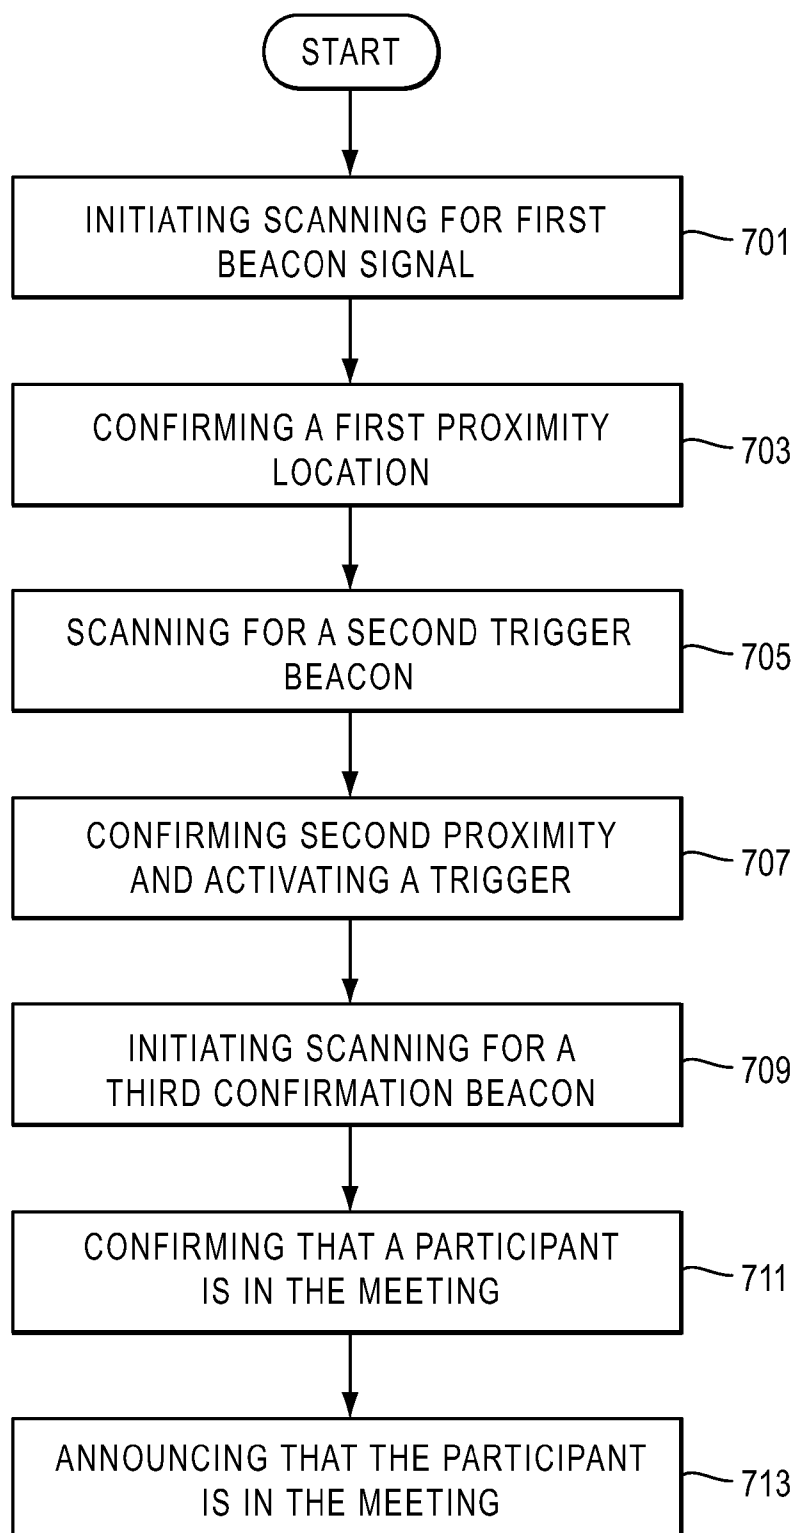 START
INITIATING SCANNING FOR FIRST
BEACON SIGNAL
701
CONFIRMING A FIRST PROXIMITY
LOCATION
703
SCANNING FOR A SECOND TRIGGER
BEACON
705
CONFIRMING SECOND PROXIMITY
AND ACTIVATING A TRIGGER
707
INITIATING SCANNING FOR A
THIRD CONFIRMATION BEACON
709
CONFIRMING THAT A PARTICIPANT
IS IN THE MEETING
711
ANNOUNCING THAT THE PARTICIPANT
IS IN THE MEETING
713